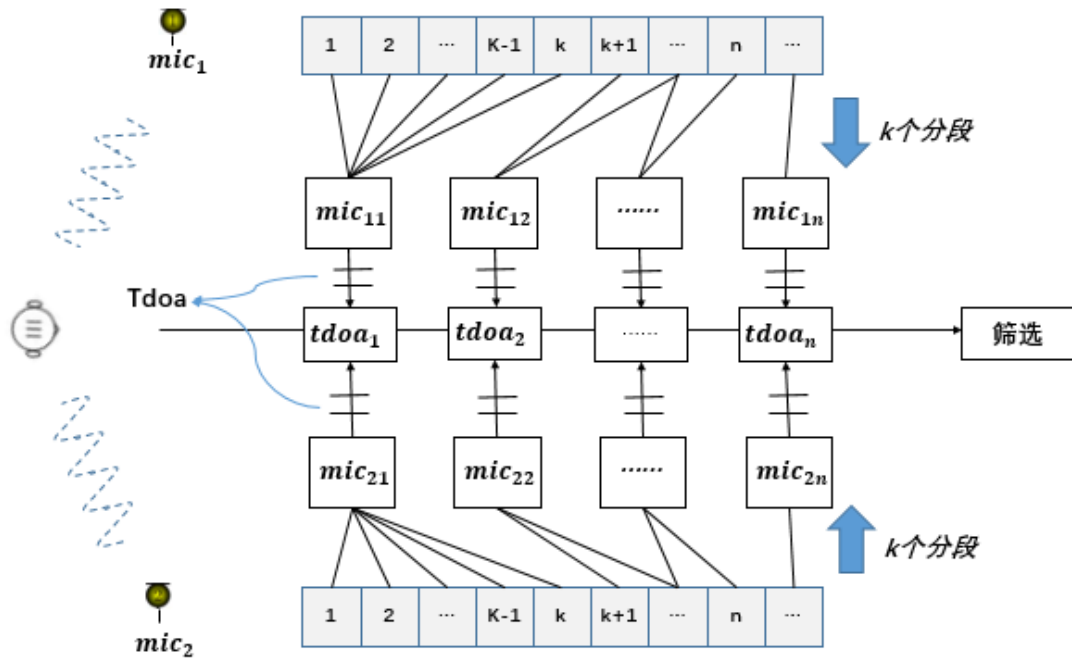 mic₁
1 2 ... K-1 k k+1 ... n ...
k个分段
mic₁₁ mic₁₂ ...... mic₁ₙ
Tdoa
tdoa₁ tdoa₂ ...... tdoaₙ 筛选
mic₂₁ mic₂₂ ...... mic₂ₙ
k个分段
1 2 ... K-1 k k+1 ... n ...
mic₂